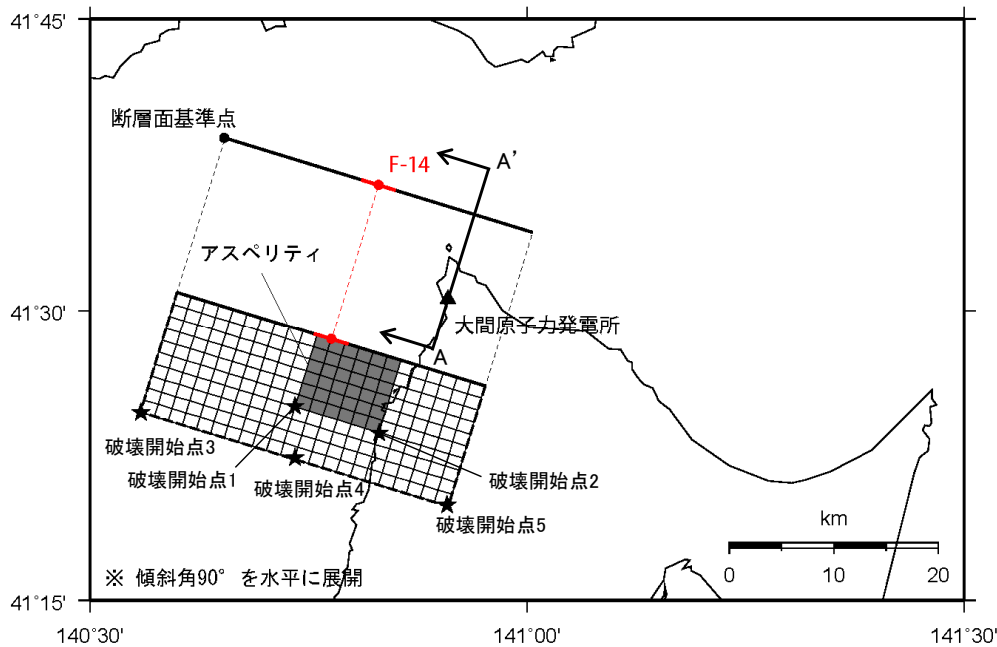 41°45'
断層面基準点
F-14
A’
アスペリティ
41°30'
大間原子力発電所
A
破壊開始点3
破壊開始点1
破壊開始点4
破壊開始点2
破壊開始点5
km
0 10 20
※ 傾斜角90° を水平に展開
41°15'
140°30' 141°00' 141°30'